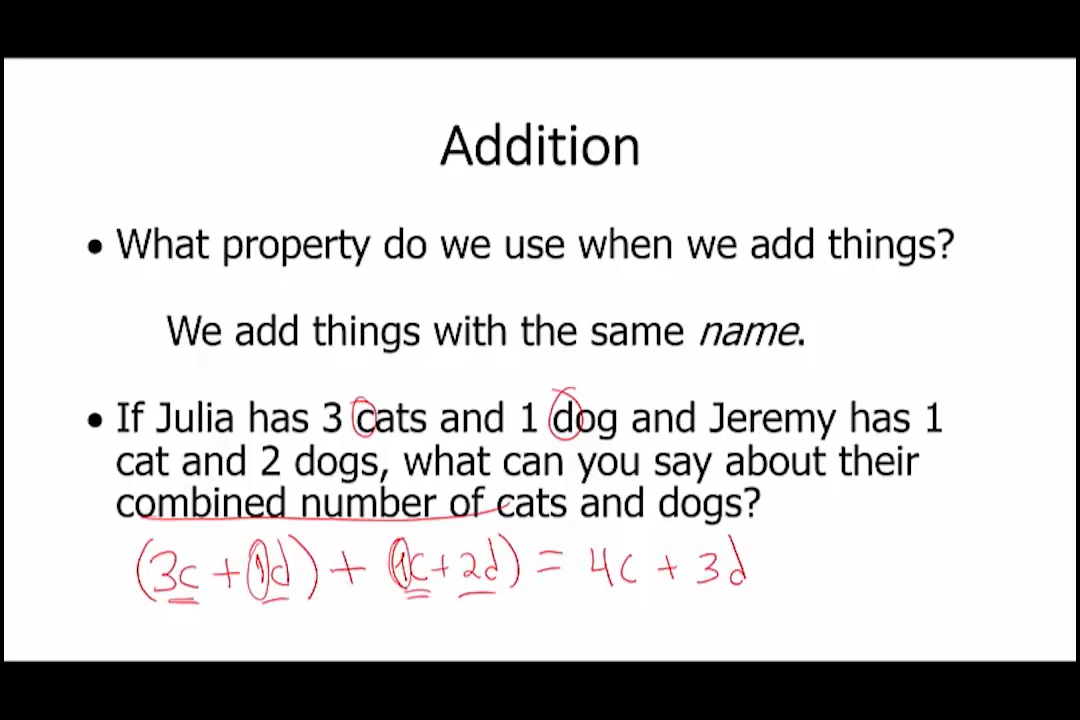 Addition
• What property do we use when we add things?
We add things with the same name.
• If Julia has 3 cats and 1 dog and Jeremy has 1
cat and 2 dogs, what can you say about their
combined number of cats and dogs?
(3c + 1d) + (1c + 2d) = 4c + 3d